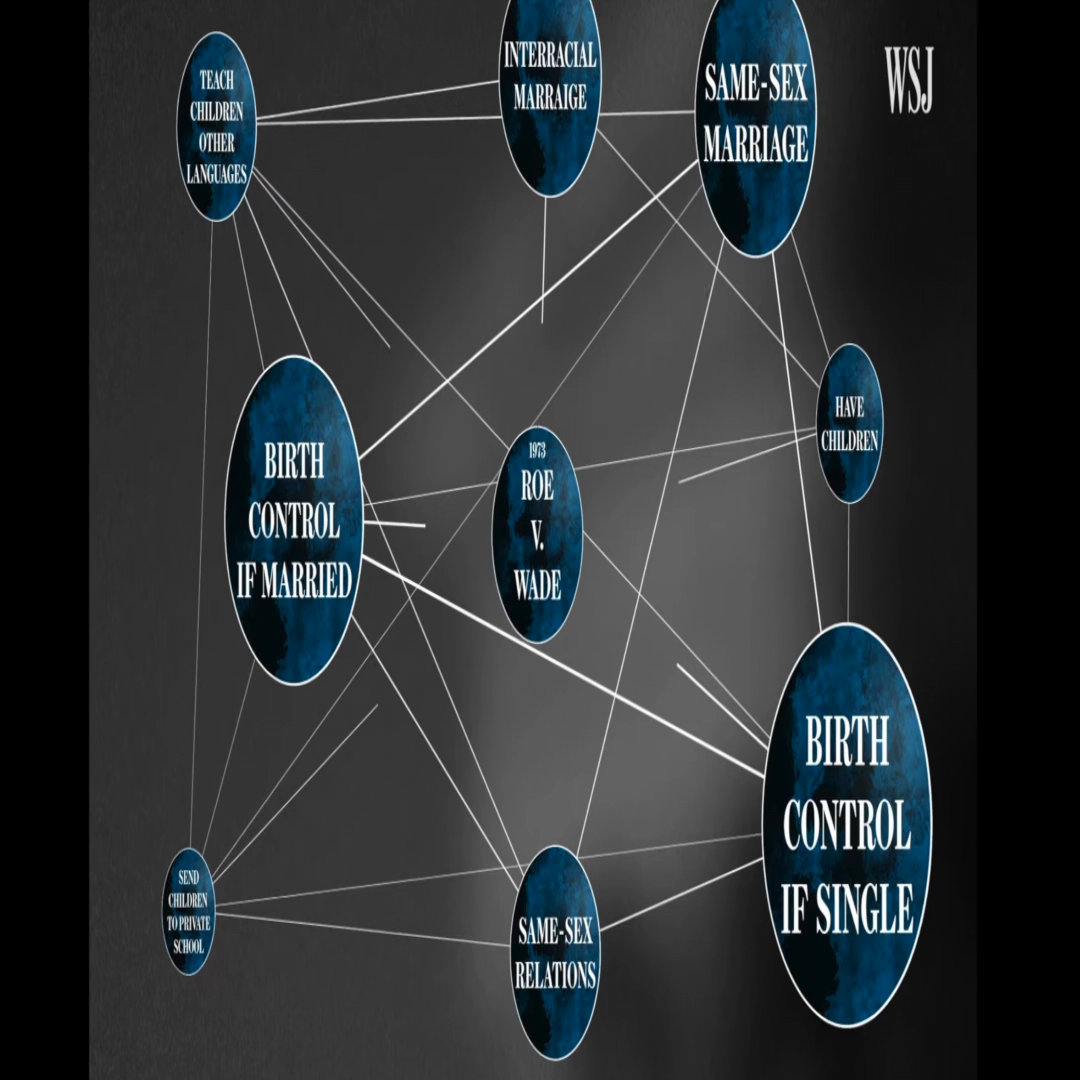 TEACH
CHILDREN
OTHER
LANGUAGES
INTERRACIAL
MARRAIGE
SAME-SEX
MARRIAGE
WSJ
HAVE
CHILDREN
BIRTH
CONTROL
IF MARRIED
1973
ROE
V.
WADE
BIRTH
CONTROL
IF SINGLE
SEND
CHILDREN
TO PRIVATE
SCHOOL
SAME-SEX
RELATIONS